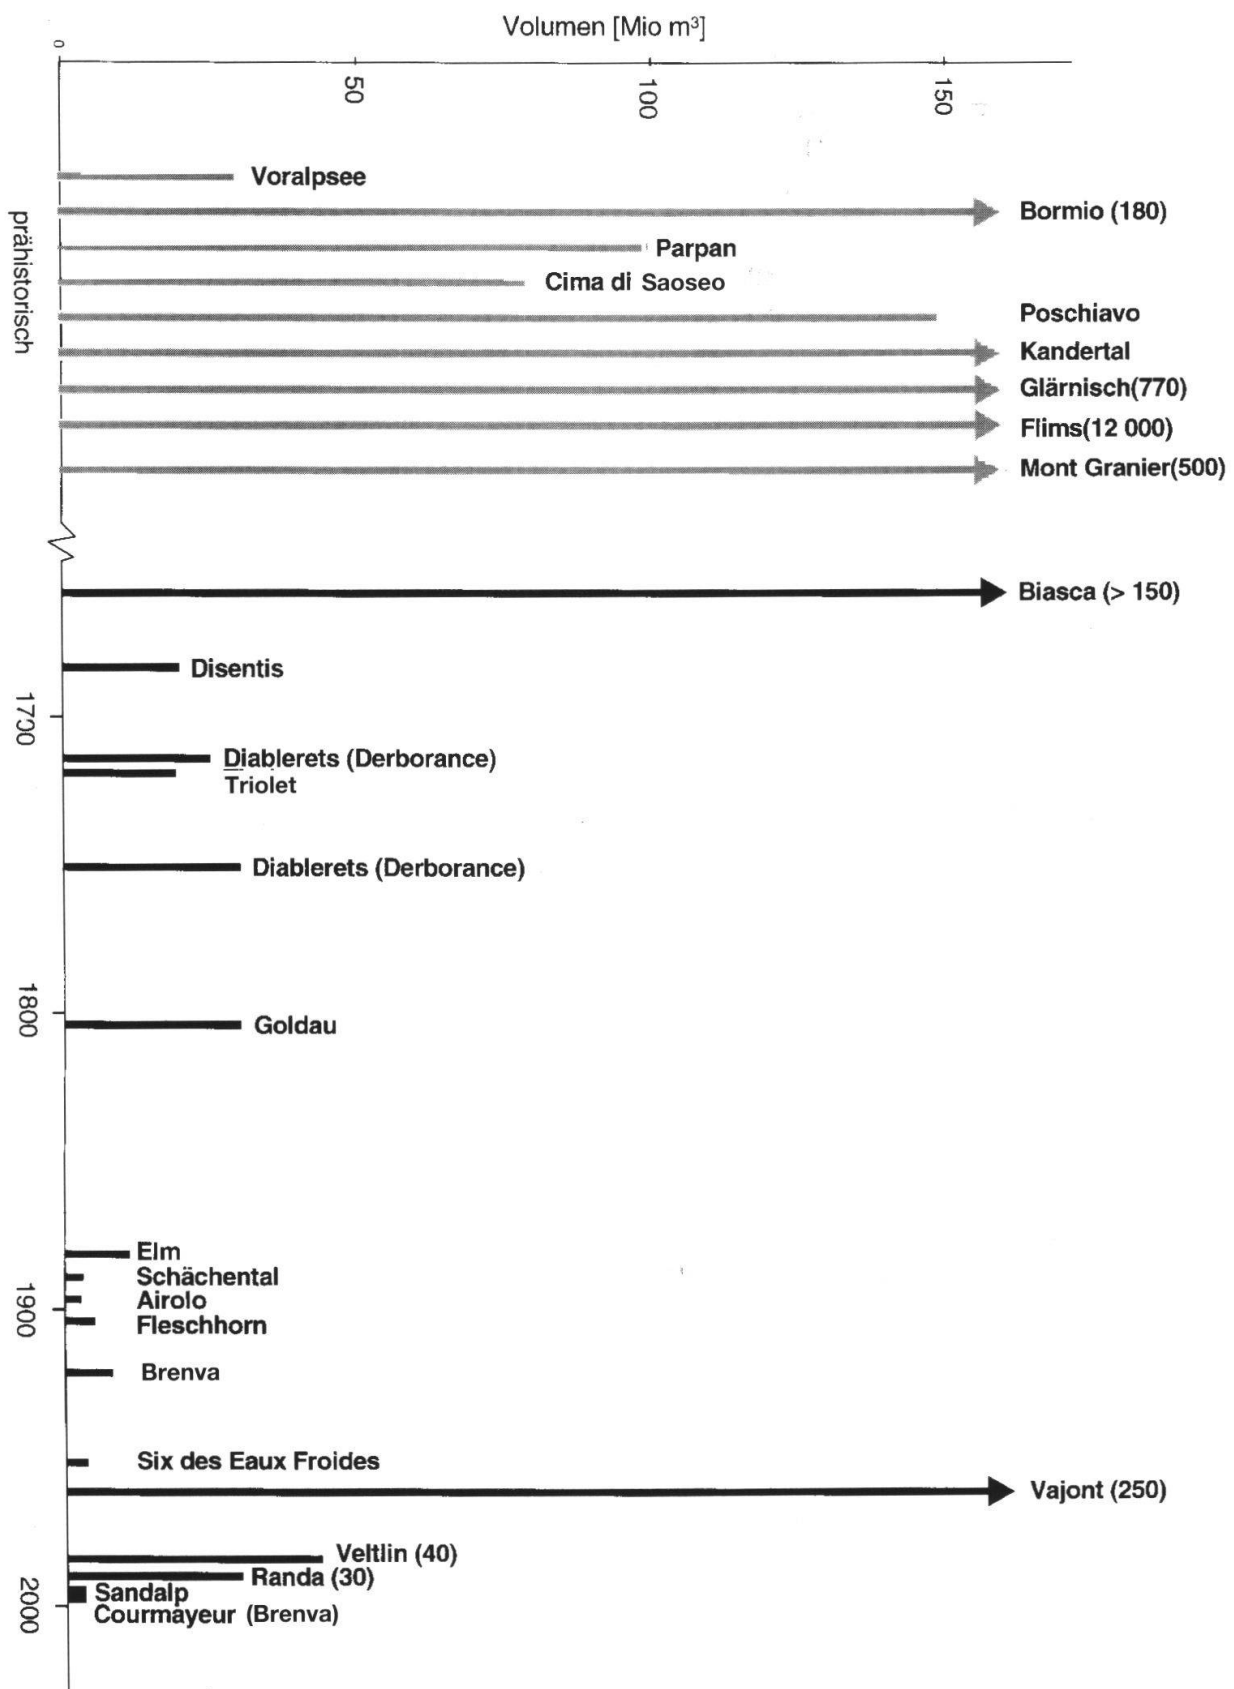 Volumen [Mio m³]
0
50
100
150
prähistorisch
Voralpsee
Bormio (180)
Parpan
Cima di Saoseo
Poschiavo
Kandertal
Glärnisch(770)
Flims(12 000)
Mont Granier(500)
Biasca (> 150)
Disentis
1700
Diablerets (Derborance)
Triolet
Diablerets (Derborance)
1800
Goldau
Elm
Schächental
Airolo
1900
Fleschhorn
Brenva
Six des Eaux Froides
Vajont (250)
Veltlin (40)
Randa (30)
Sandalp
2000
Courmayeur (Brenva)